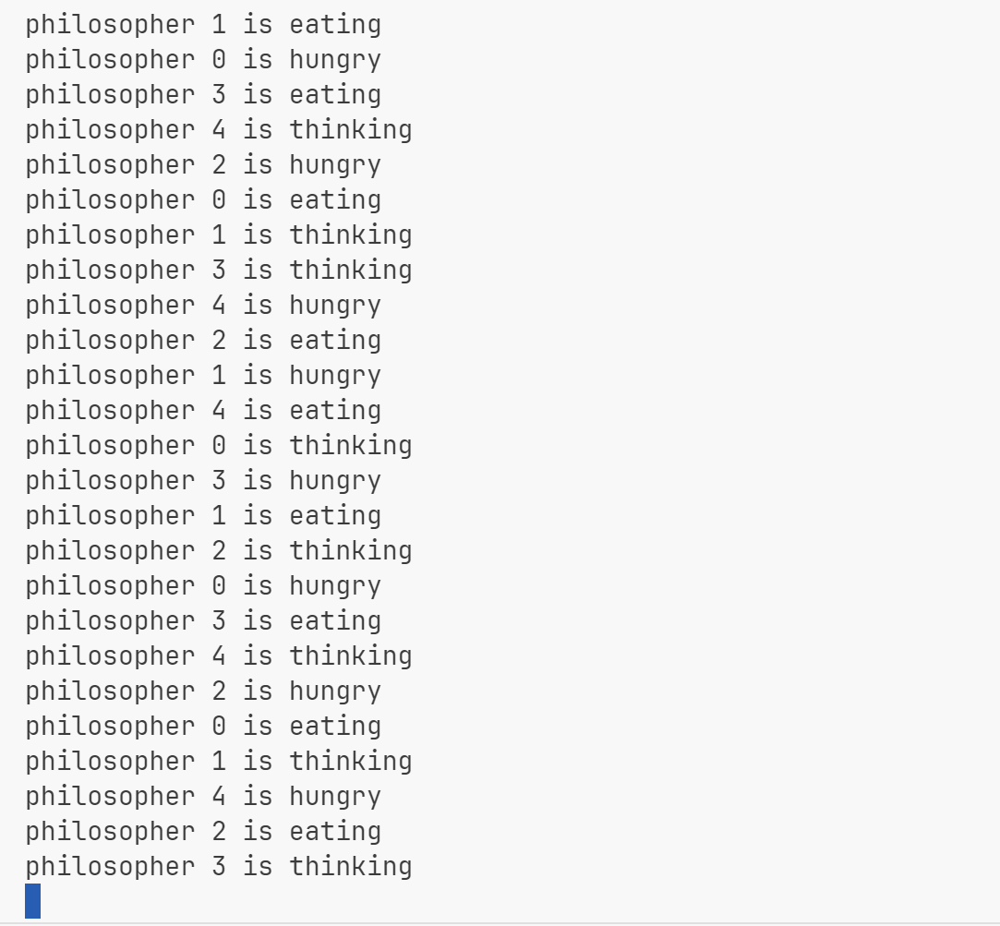 philosopher 1 is eating
philosopher 0 is hungry
philosopher 3 is eating
philosopher 4 is thinking
philosopher 2 is hungry
philosopher 0 is eating
philosopher 1 is thinking
philosopher 3 is thinking
philosopher 4 is hungry
philosopher 2 is eating
philosopher 1 is hungry
philosopher 4 is eating
philosopher 0 is thinking
philosopher 3 is hungry
philosopher 1 is eating
philosopher 2 is thinking
philosopher 0 is hungry
philosopher 3 is eating
philosopher 4 is thinking
philosopher 2 is hungry
philosopher 0 is eating
philosopher 1 is thinking
philosopher 4 is hungry
philosopher 2 is eating
philosopher 3 is thinking